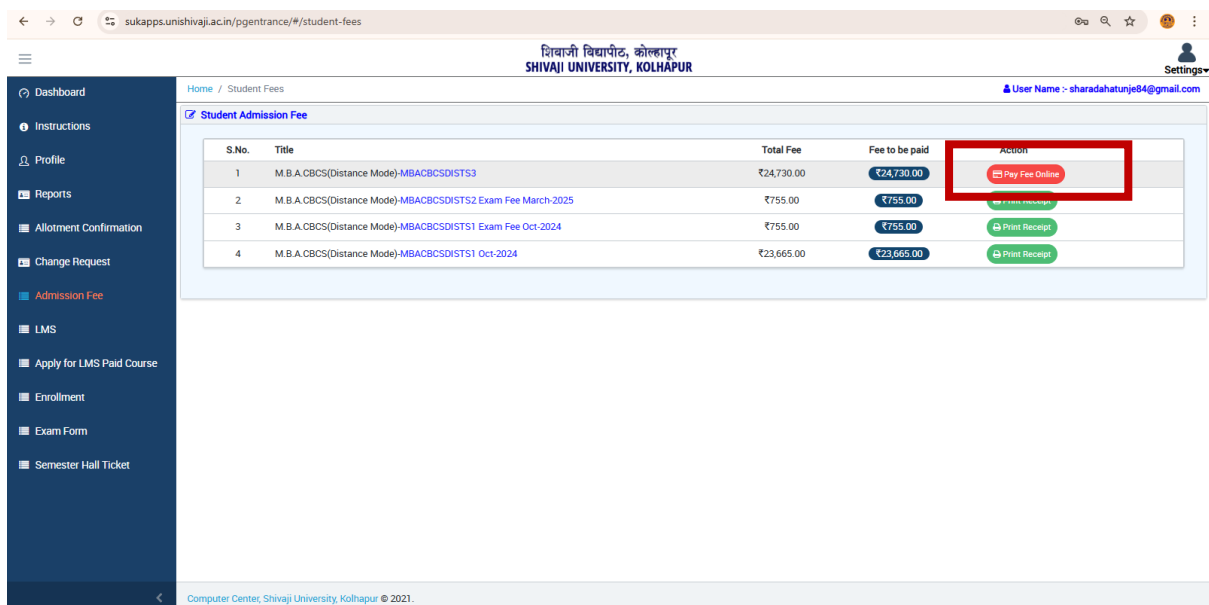 sukapps.unishivaji.ac.in/pgentrance/#/student-fees
शिवाजी विद्यापीठ, कोल्हापूर
SHIVAJI UNIVERSITY, KOLHAPUR
Settings
Dashboard
Instructions
Profile
Reports
Allotment Confirmation
Change Request
Admission Fee
LMS
Apply for LMS Paid Course
Enrollment
Exam Form
Semester Hall Ticket
Home / Student Fees
User Name :- sharadahatunje84@gmail.com
Student Admission Fee
S.No. Title Total Fee Fee to be paid Action
1 M.B.A.CBCS(Distance Mode)-MBACBCSDISTS3 ₹24,730.00 ₹24,730.00 Pay Fee Online
2 M.B.A.CBCS(Distance Mode)-MBACBCSDISTS2 Exam Fee March-2025 ₹755.00 ₹755.00 Print Receipt
3 M.B.A.CBCS(Distance Mode)-MBACBCSDISTS1 Exam Fee Oct-2024 ₹755.00 ₹755.00 Print Receipt
4 M.B.A.CBCS(Distance Mode)-MBACBCSDISTS1 Oct-2024 ₹23,665.00 ₹23,665.00 Print Receipt
Computer Center, Shivaji University, Kolhapur © 2021.